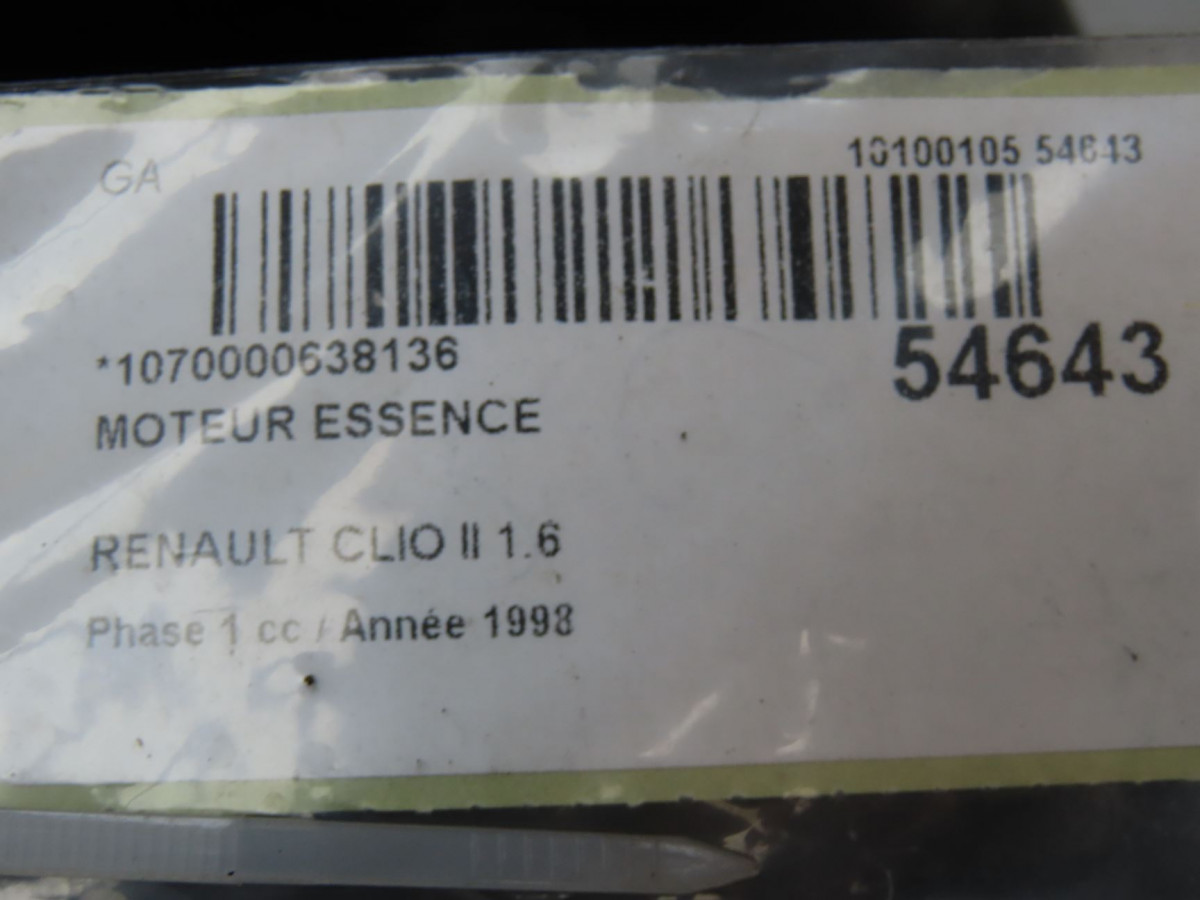 GA
10100105 54643
*1070000638136
54643
MOTEUR ESSENCE
RENAULT CLIO II 1.6
Phase 1 cc / Année 1998